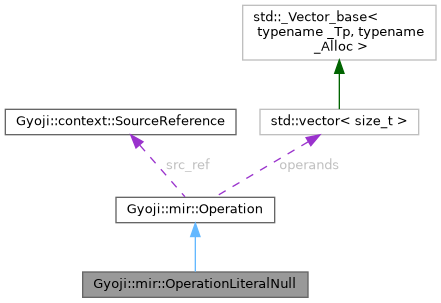 std::_Vector_base<
typename _Tp, typename
_Alloc >
Gyoji::context::SourceReference
std::vector< size_t >
src_ref
operands
Gyoji::mir::Operation
Gyoji::mir::OperationLiteralNull